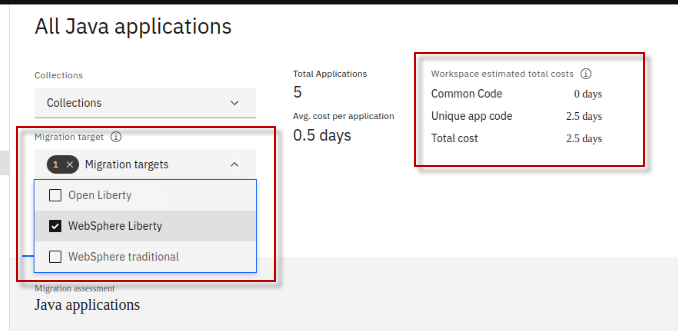 All Java applications
Collections
Collections
Migration target
1 × Migration targets
Open Liberty
WebSphere Liberty
WebSphere traditional
Total Applications
5
Avg. cost per application
0.5 days
Workspace estimated total costs
Common Code 0 days
Unique app code 2.5 days
Total cost 2.5 days
Migration assessment
Java applications